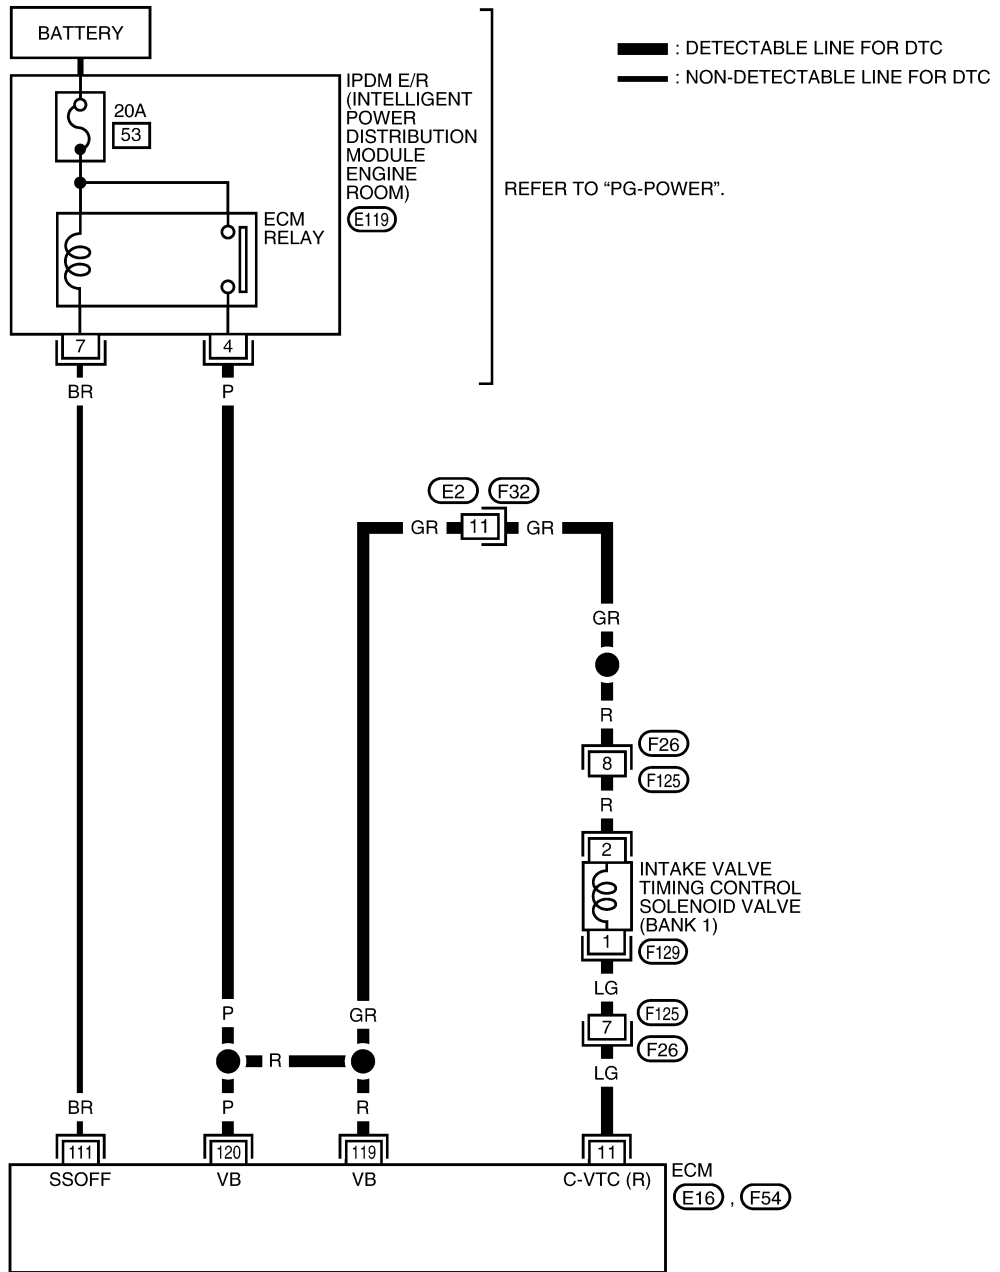 BATTERY
: DETECTABLE LINE FOR DTC
: NON-DETECTABLE LINE FOR DTC
20A
53
IPDM E/R
(INTELLIGENT
POWER
DISTRIBUTION
MODULE
ENGINE
ROOM)
E119
REFER TO “PG-POWER”.
ECM
RELAY
7
4
BR
P
E2
F32
GR
11
GR
GR
R
8
F26
F125
R
2
INTAKE VALVE
TIMING CONTROL
SOLENOID VALVE
(BANK 1)
1
F129
LG
P
GR
7
F125
F26
R
LG
BR
P
R
111
120
119
11
SSOFF
VB
VB
C-VTC (R)
ECM
E16 , F54